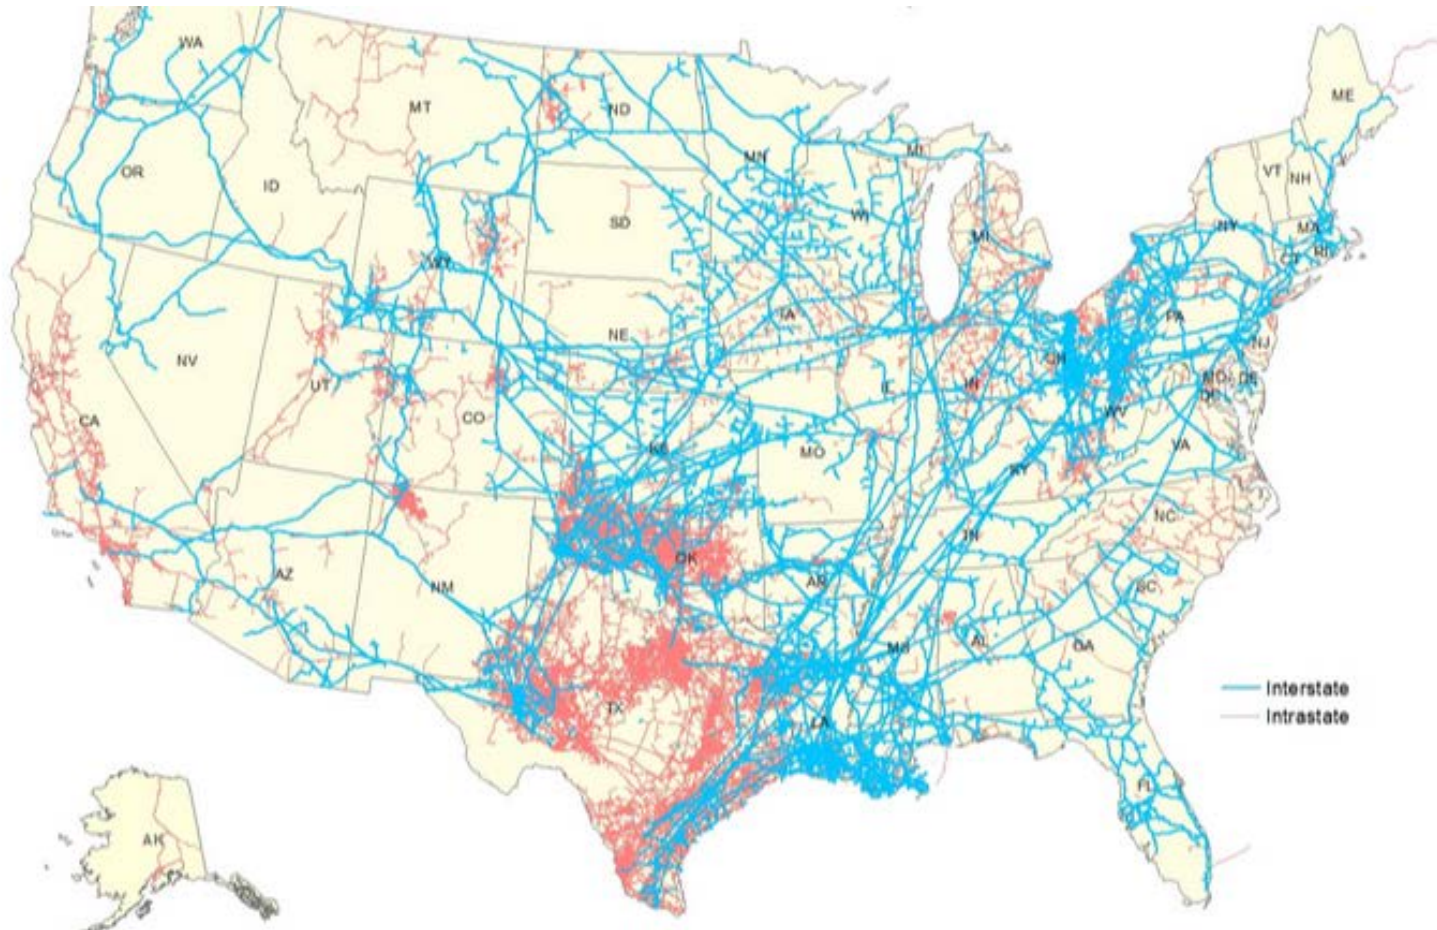 WA
MT
ND
ME
OR
ID
MN
MI
VT
NH
SD
WI
NY
MA
WY
MI
CT
RI
NE
IA
PA
NV
UT
OH
NJ
CO
IN
MD
DE
CA
WV
KS
MO
VA
KY
NC
OK
TN
AZ
NM
AR
SC
AL
GA
TX
LA
Interstate
Intrastate
FL
AK